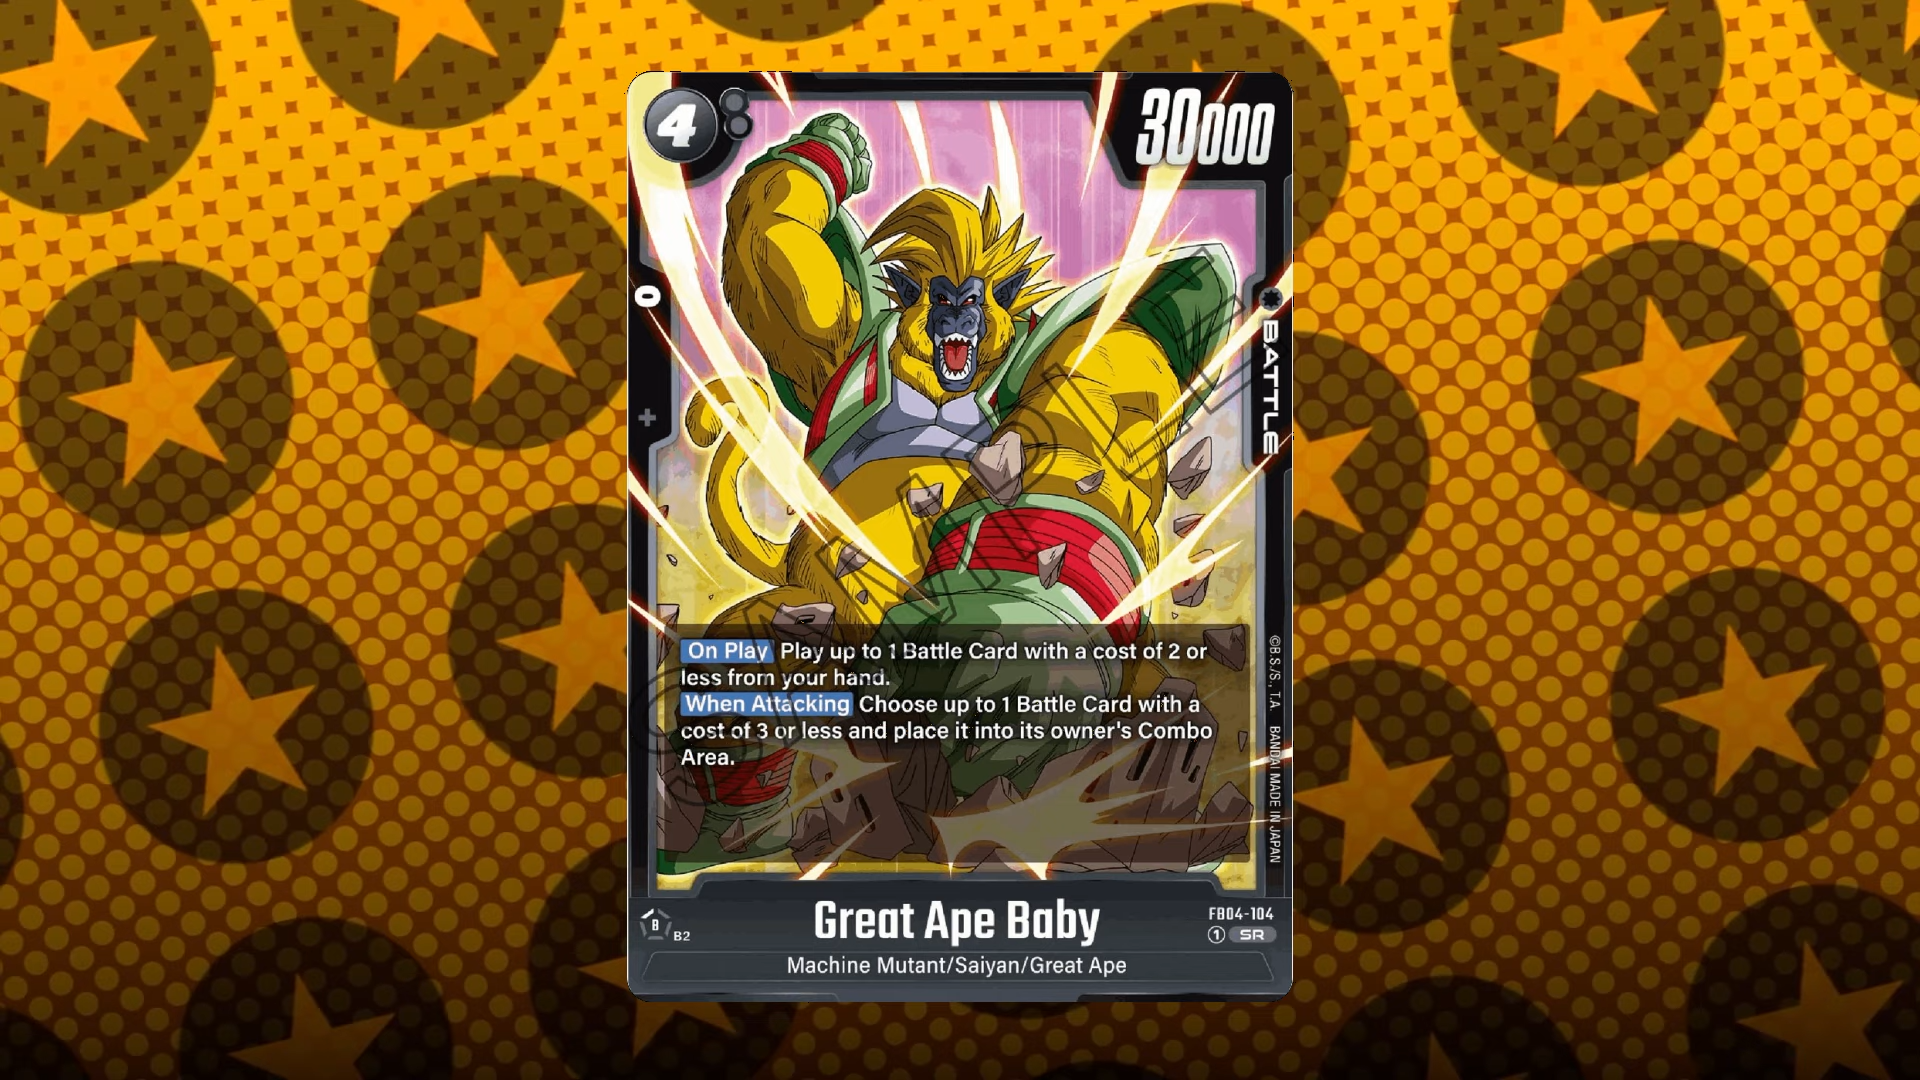 4
30000
0
+
BATTLE
SAMPLE
On Play Play up to 1 Battle Card with a cost of 2 or
less from your hand.
When Attacking Choose up to 1 Battle Card with a
cost of 3 or less and place it into its owner's Combo
Area.
©B.S./S., T.A. BANDAI MADE IN JAPAN
B B2
Great Ape Baby
FB04-104
1 SR
Machine Mutant/Saiyan/Great Ape